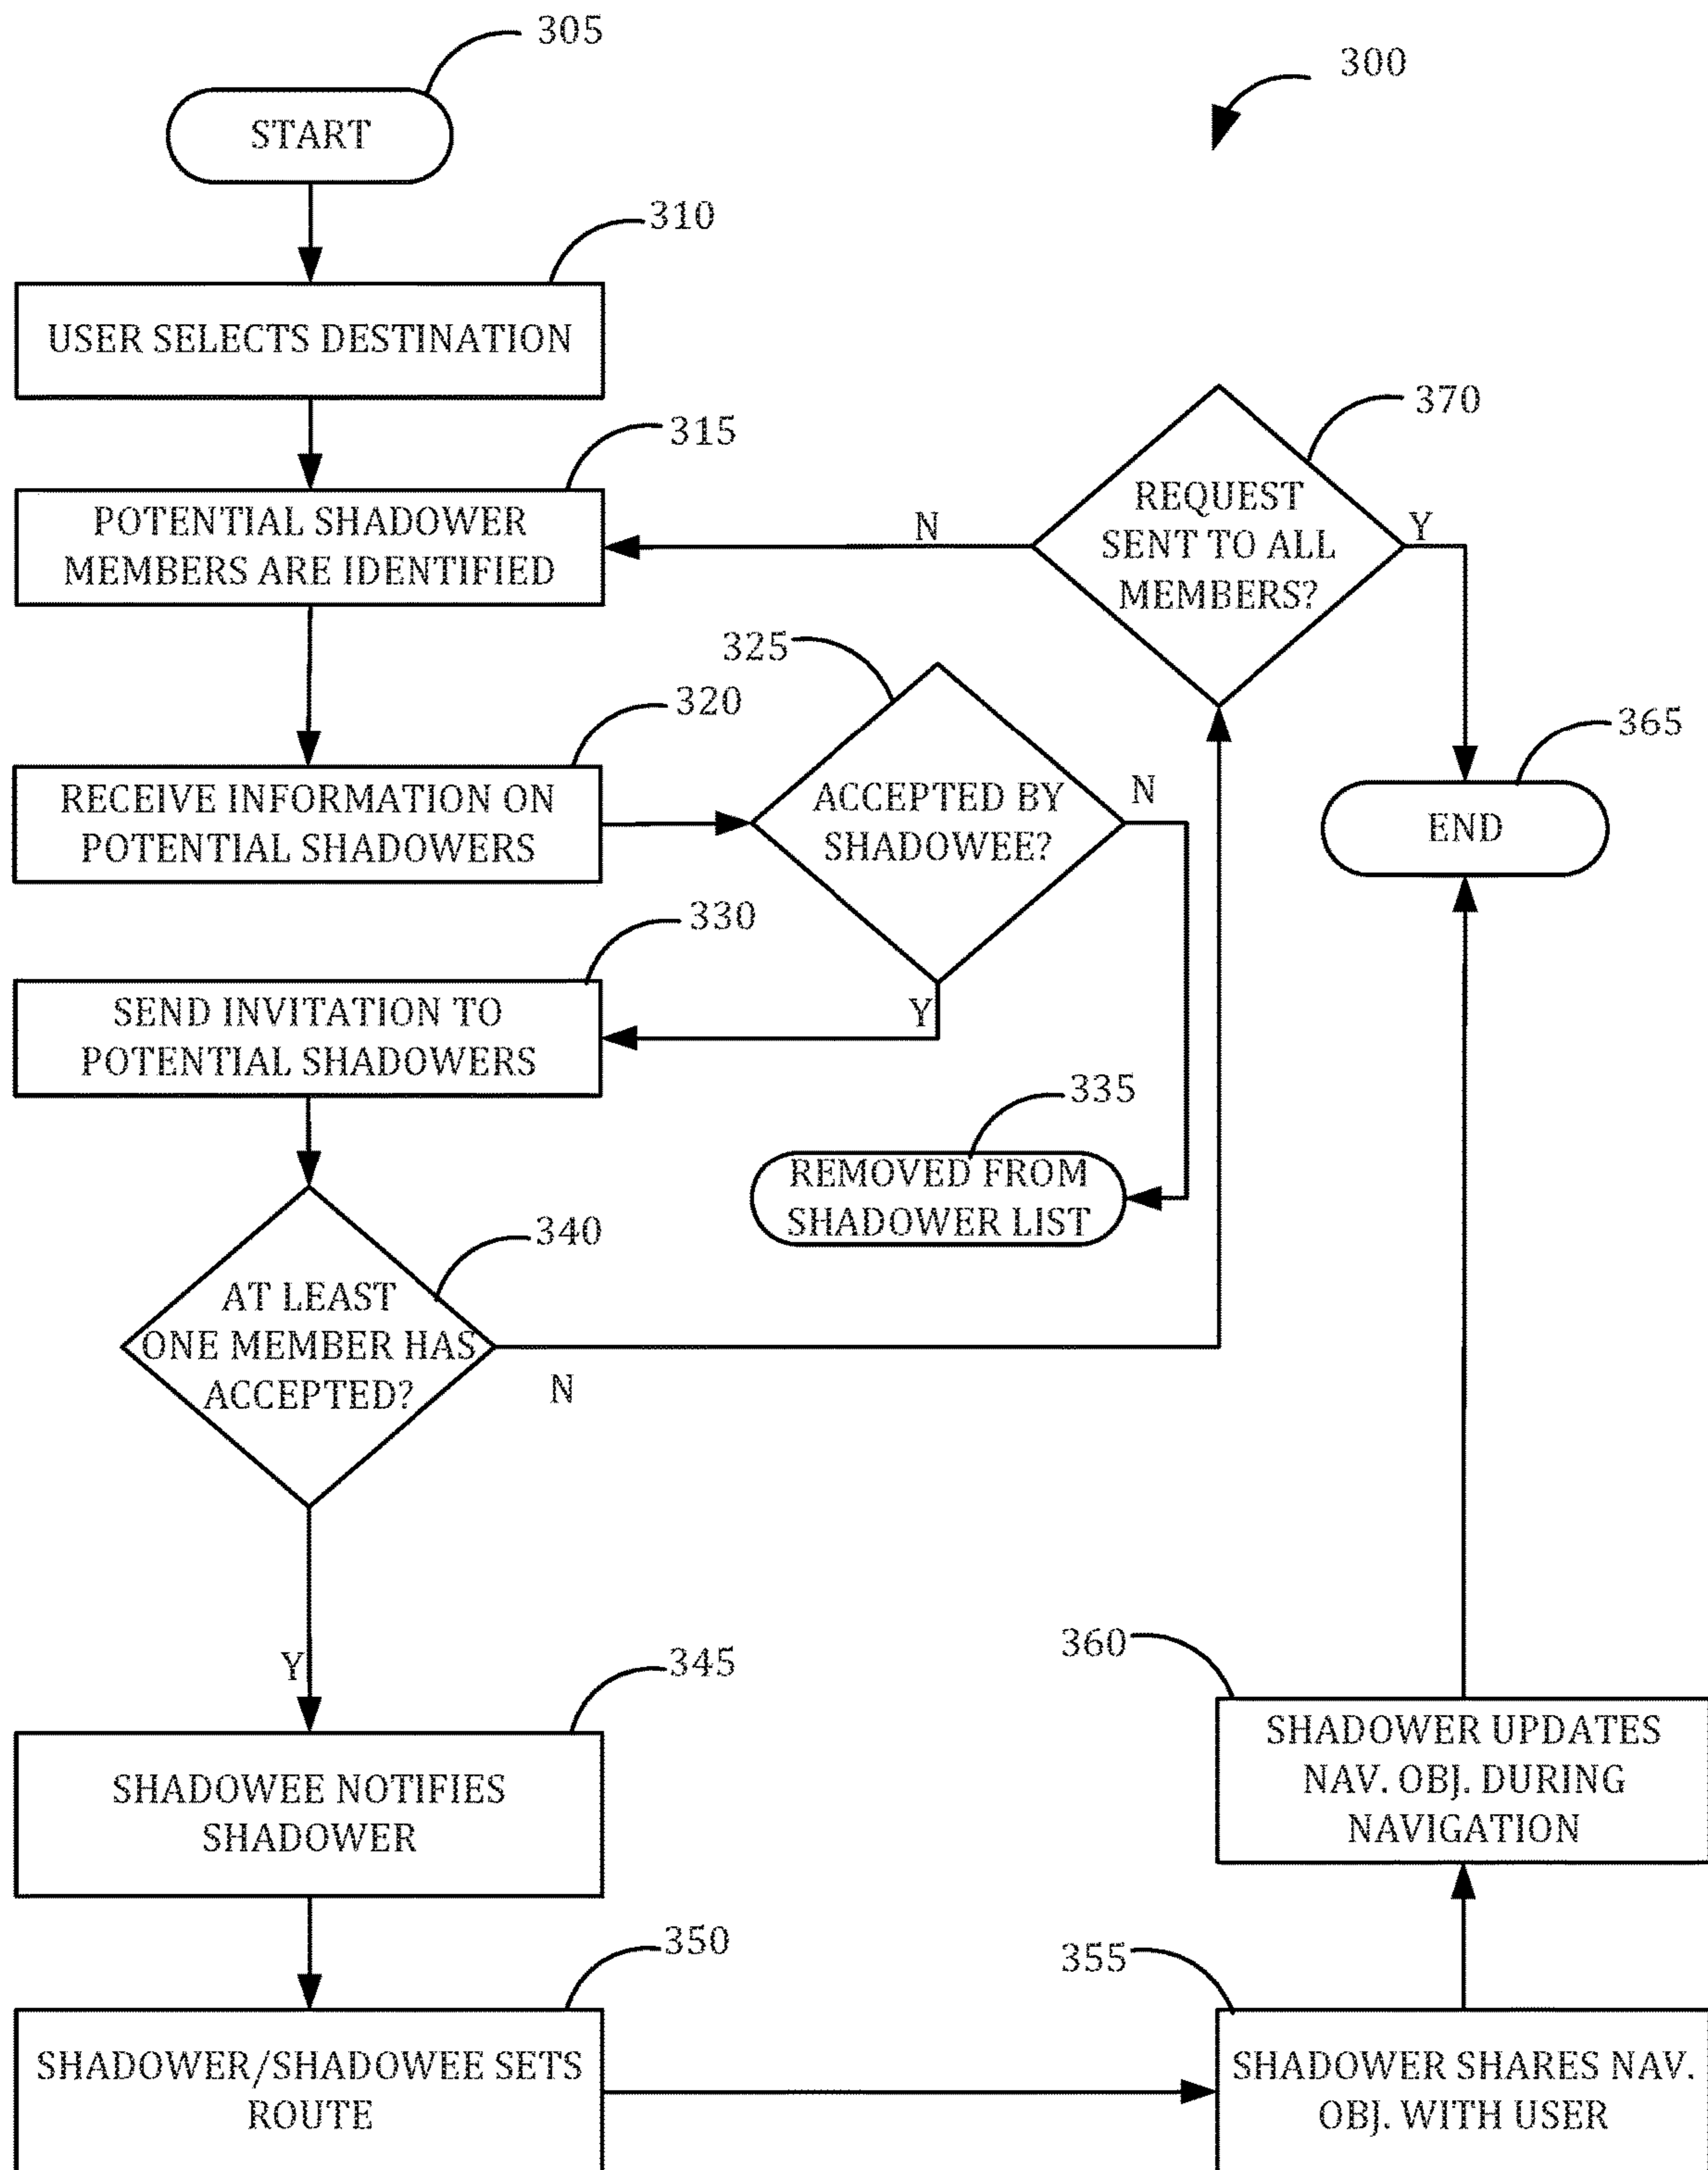 305
300
START
310
USER SELECTS DESTINATION
315
POTENTIAL SHADOWER
MEMBERS ARE IDENTIFIED
370
REQUEST
SENT TO ALL
MEMBERS?
N
Y
320
RECEIVE INFORMATION ON
POTENTIAL SHADOWERS
325
ACCEPTED BY
SHADOWEE?
N
Y
365
END
330
SEND INVITATION TO
POTENTIAL SHADOWERS
335
REMOVED FROM
SHADOWER LIST
340
AT LEAST
ONE MEMBER HAS
ACCEPTED?
N
Y
345
SHADOWEE NOTIFIES
SHADOWER
350
SHADOWER/SHADOWEE SETS
ROUTE
355
SHADOWER SHARES NAV.
OBJ. WITH USER
360
SHADOWER UPDATES
NAV. OBJ. DURING
NAVIGATION